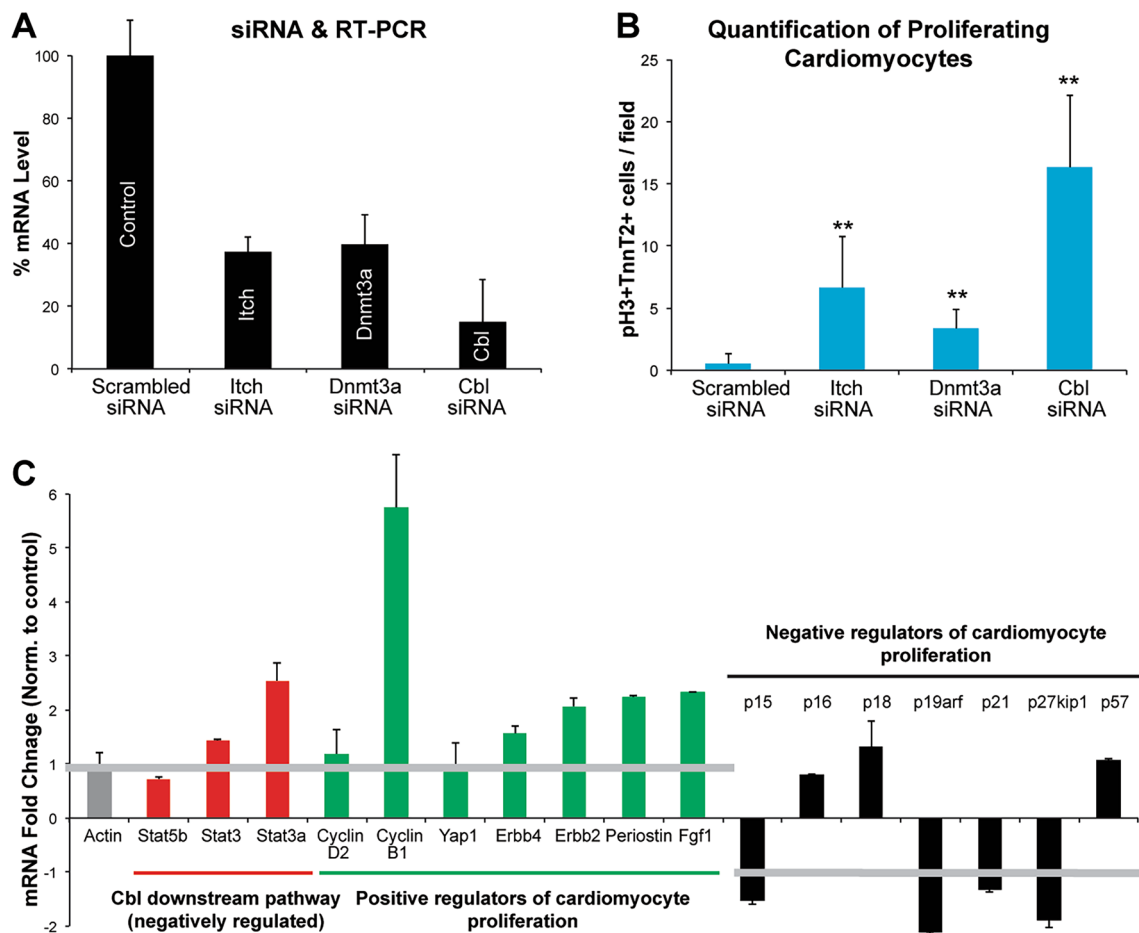 A
siRNA & RT-PCR
% mRNA Level
100
80
60
40
20
0
Control
Itch
Dnmt3a
Cbl
Scrambled siRNA
Itch siRNA
Dnmt3a siRNA
Cbl siRNA
B
Quantification of Proliferating
Cardiomyocytes
pH3+TnnT2+ cells / field
25
20
15
10
5
0
**
**
**
Scrambled siRNA
Itch siRNA
Dnmt3a siRNA
Cbl siRNA
C
mRNA Fold Chnage (Norm. to control)
6
5
4
3
2
1
0
-1
-2
Actin
Stat5b
Stat3
Stat3a
Cyclin D2
Cyclin B1
Yap1
Erbb4
Erbb2
Periostin
Fgf1
Cbl downstream pathway
(negatively regulated)
Positive regulators of cardiomyocyte
proliferation
Negative regulators of cardiomyocyte
proliferation
p15
p16
p18
p19arf
p21
p27kip1
p57